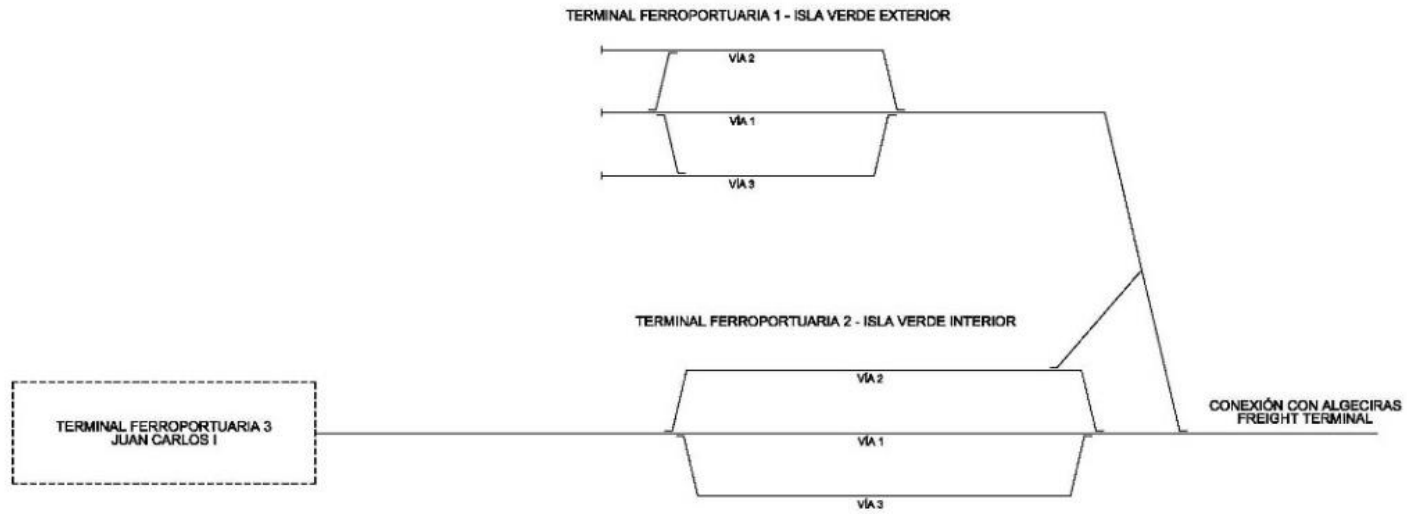 TERMINAL FERROPORTUARIA 1 - ISLA VERDE EXTERIOR
VÍA 2
VÍA 1
VÍA 3
TERMINAL FERROPORTUARIA 2 - ISLA VERDE INTERIOR
VÍA 2
CONEXIÓN CON ALGECIRAS
FREIGHT TERMINAL
TERMINAL FERROPORTUARIA 3
JUAN CARLOS I
VÍA 1
VÍA 3